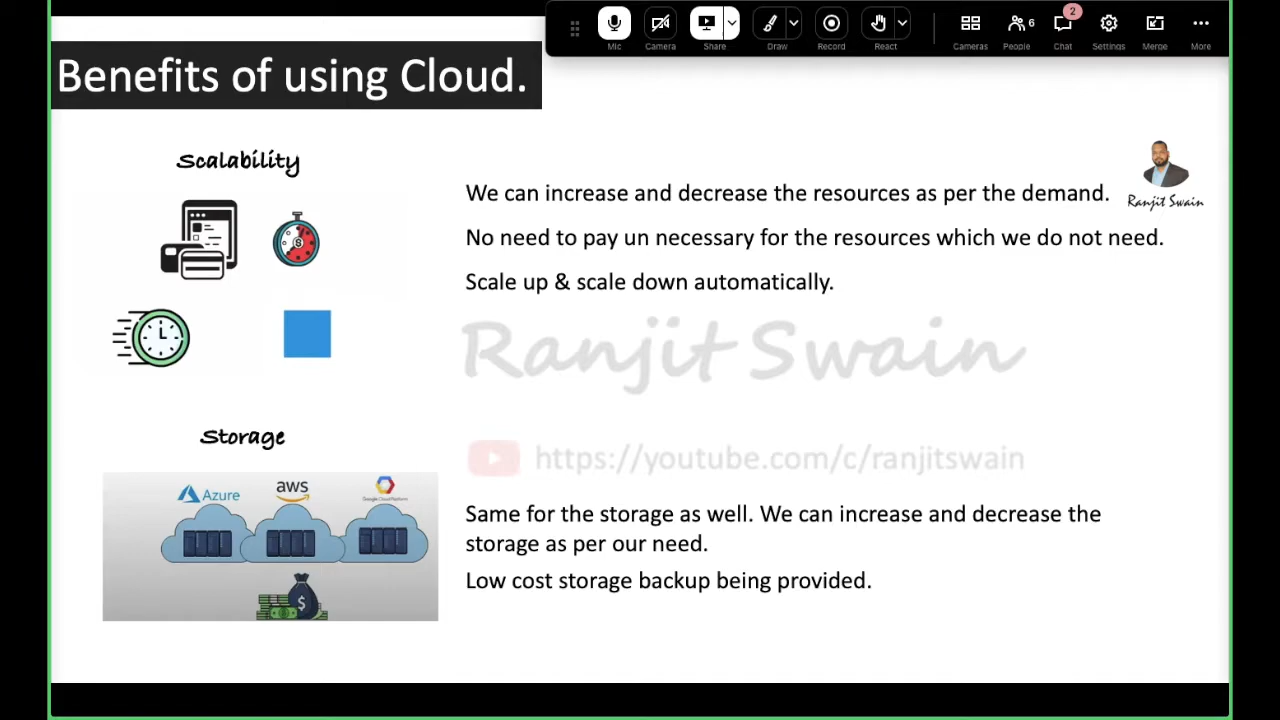 Mic
Camera
Share
Draw
Record
React
Cameras
People
6
Chat
2
Settings
Merge
More
Benefits of using Cloud.
Scalability
We can increase and decrease the resources as per the demand.
Ranjit Swain
No need to pay un necessary for the resources which we do not need.
Scale up & scale down automatically.
Ranjit Swain
Storage
https://youtube.com/c/ranjitswain
Azure
aws
Google Cloud Platform
Same for the storage as well. We can increase and decrease the
storage as per our need.
Low cost storage backup being provided.